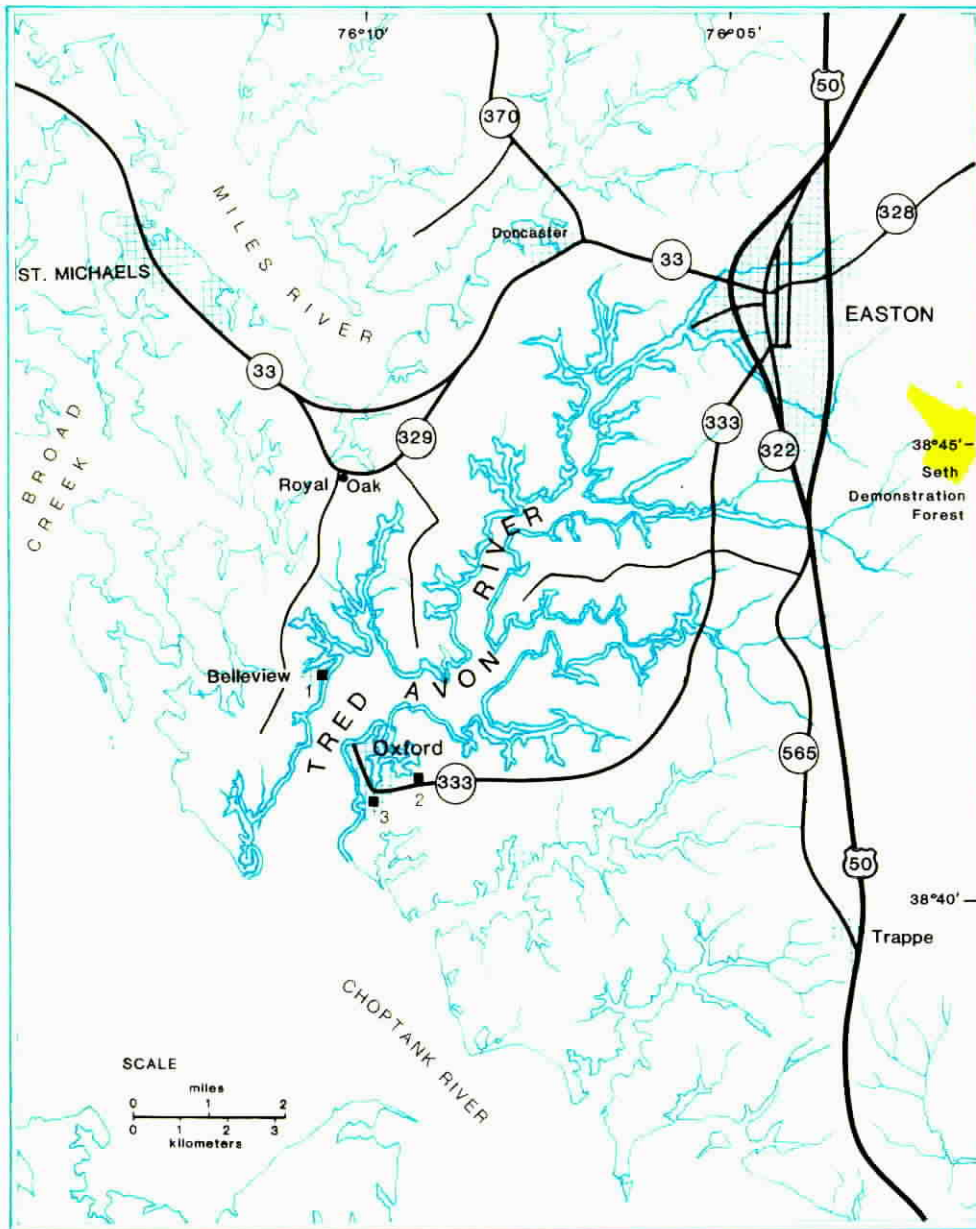 76°10'
76°05'
50
370
328
Doncaster
33
MILES RIVER
ST. MICHAELS
EASTON
33
333
329
38°45'
322
Seth
Demonstration
Forest
BROAD
CREEK
Royal Oak
TRED AVON RIVER
Belleview
1
Oxford
565
2
333
3
50
38°40'
Trappe
CHOPTANK RIVER
SCALE
miles
0 1 2
0 1 2 3
kilometers